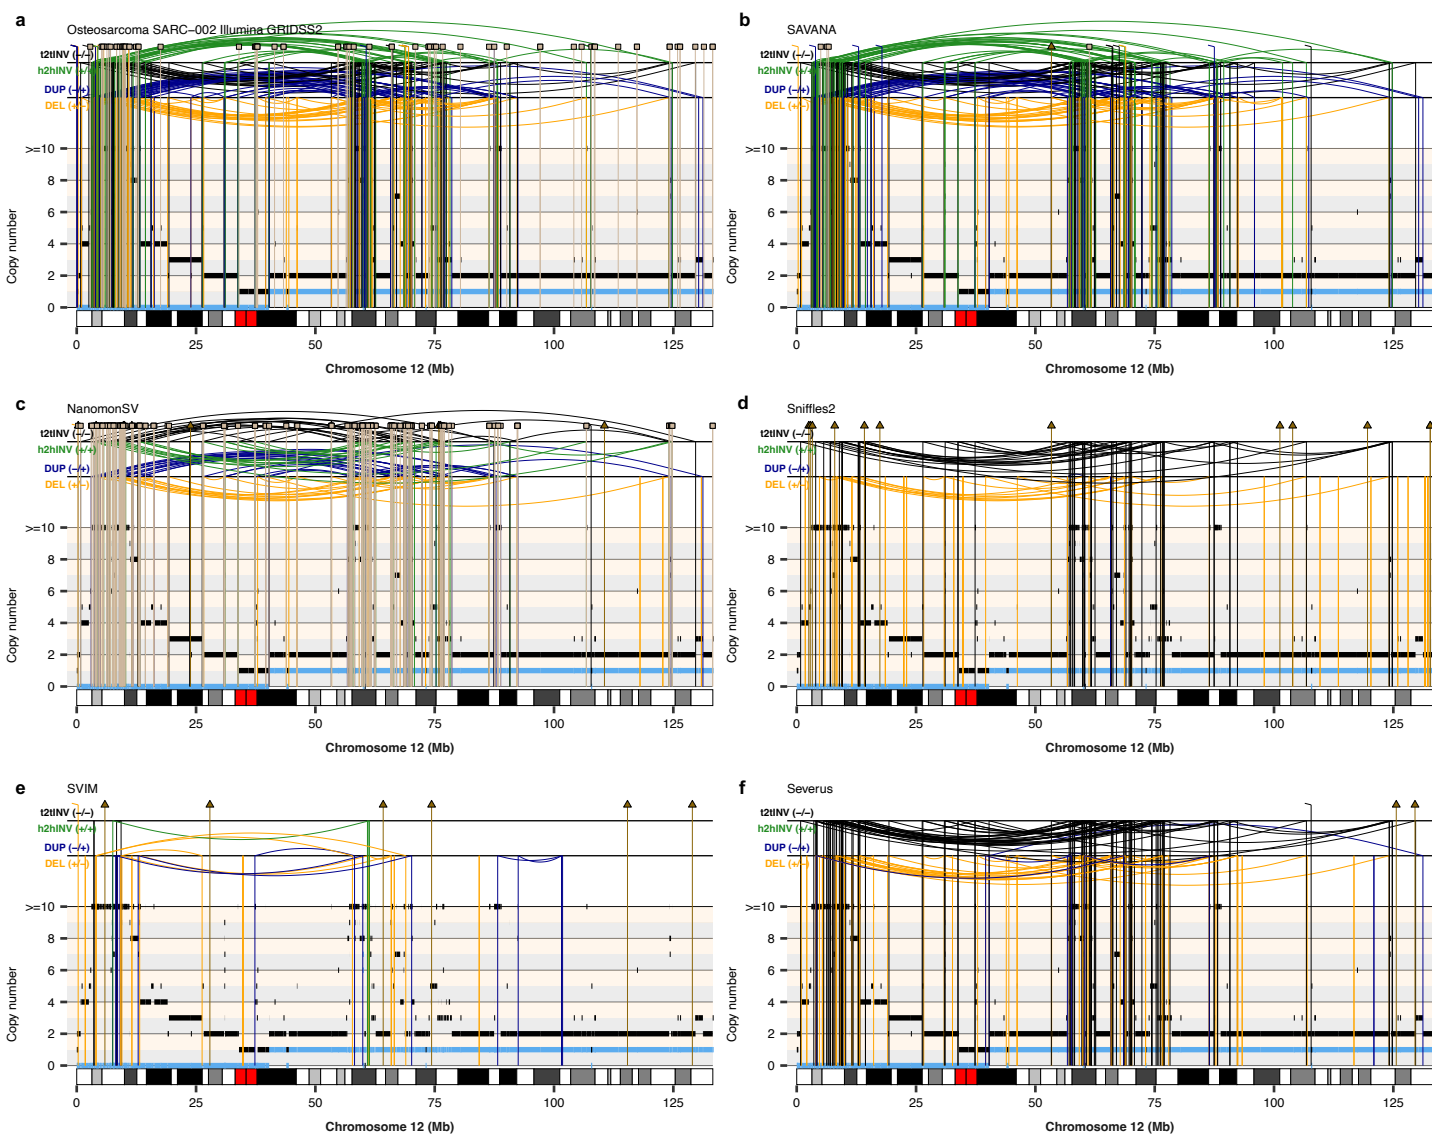 a
Osteosarcoma SARC−002 Illumina GRIDSS2
t2tINV (−/−)
h2hINV (+/+)
DUP (−/+)
DEL (+/−)
>=10
8
6
4
2
0
Copy number
0 25 50 75 100 125
Chromosome 12 (Mb)
b
SAVANA
t2tINV (−/−)
h2hINV (+/+)
DUP (−/+)
DEL (+/−)
>=10
8
6
4
2
0
Copy number
0 25 50 75 100 125
Chromosome 12 (Mb)
c
NanomonSV
t2tINV (−/−)
h2hINV (+/+)
DUP (−/+)
DEL (+/−)
>=10
8
6
4
2
0
Copy number
0 25 50 75 100 125
Chromosome 12 (Mb)
d
Sniffles2
t2tINV (−/−)
h2hINV (+/+)
DUP (−/+)
DEL (+/−)
>=10
8
6
4
2
0
Copy number
0 25 50 75 100 125
Chromosome 12 (Mb)
e
SVIM
t2tINV (−/−)
h2hINV (+/+)
DUP (−/+)
DEL (+/−)
>=10
8
6
4
2
0
Copy number
0 25 50 75 100 125
Chromosome 12 (Mb)
f
Severus
t2tINV (−/−)
h2hINV (+/+)
DUP (−/+)
DEL (+/−)
>=10
8
6
4
2
0
Copy number
0 25 50 75 100 125
Chromosome 12 (Mb)